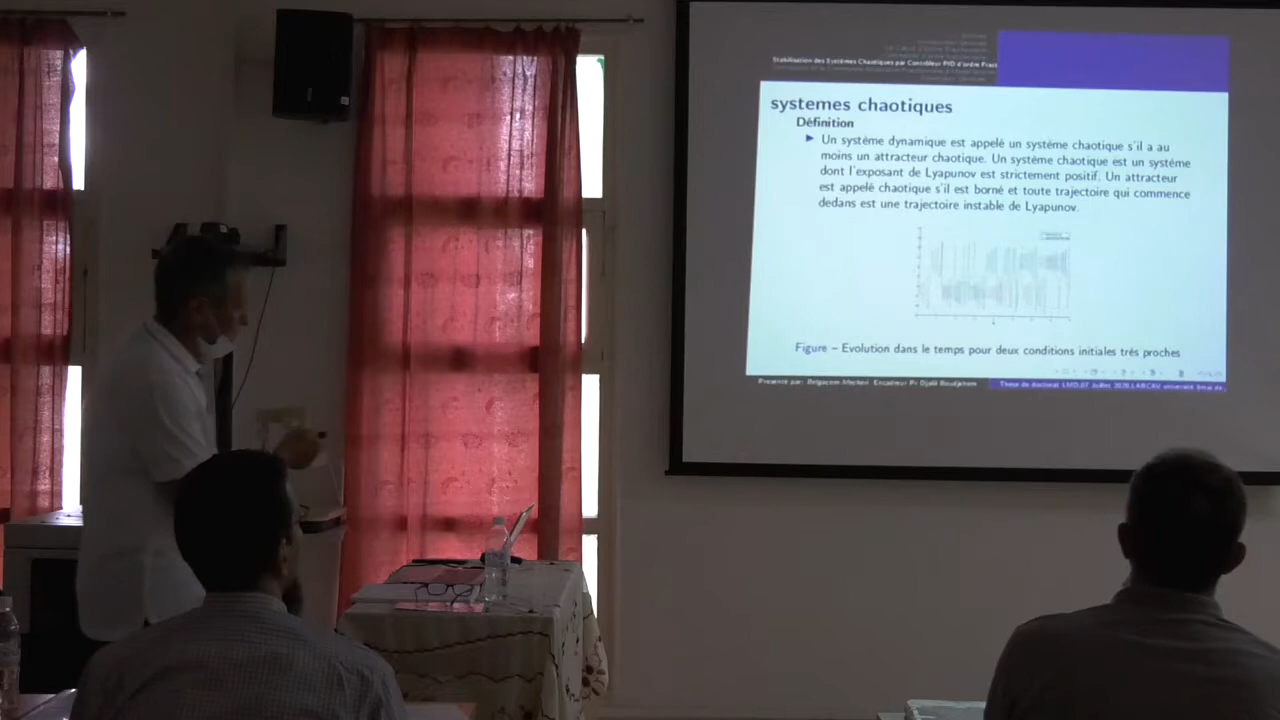 Stabilisation des Systèmes Chaotiques par Contrôleur PID d'ordre Fract
systemes chaotiques
Définition
Un système dynamique est appelé un système chaotique s'il a au
moins un attracteur chaotique. Un système chaotique est un système
dont l'exposant de Lyapunov est strictement positif. Un attracteur
est appelé chaotique s'il est borné et toute trajectoire qui commence
dedans est une trajectoire instable de Lyapunov.
Figure – Evolution dans le temps pour deux conditions initiales trés proches
Présenté par: Belgacem Mecheri Encadreur Pr Djalil Boudjehem
Thèse de doctorat LMD,07 Juillet 2020,LABCAV université